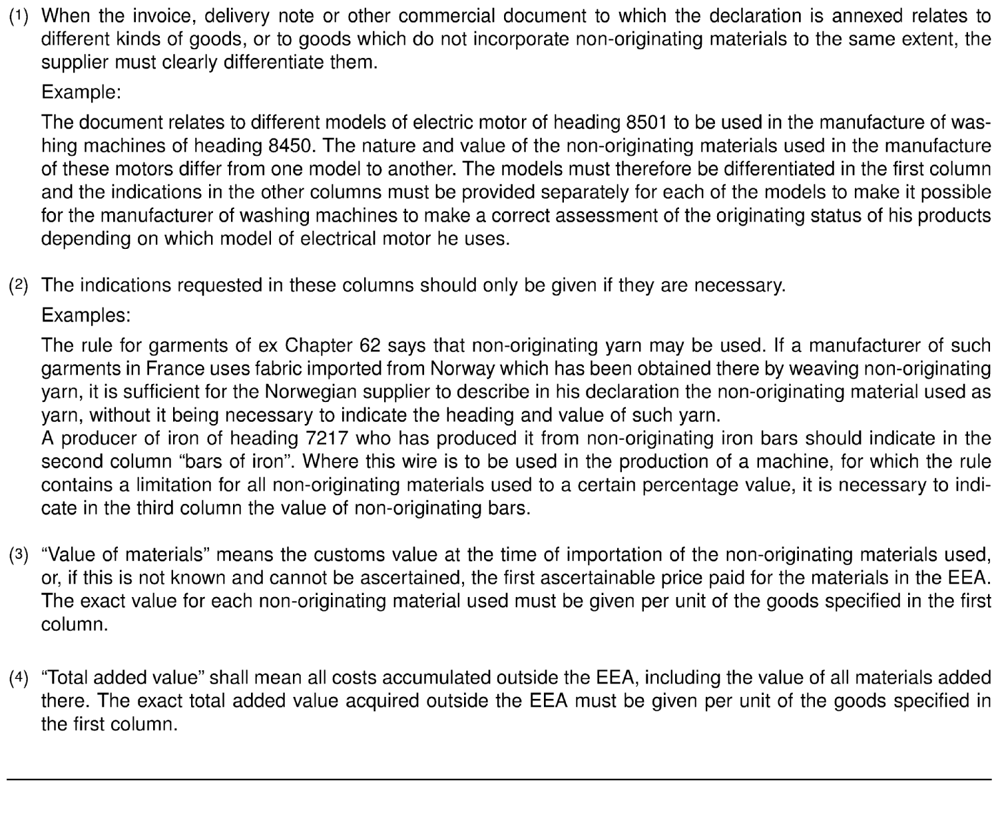 (1) When the invoice, delivery note or other commercial document to which the declaration is annexed relates to
different kinds of goods, or to goods which do not incorporate non-originating materials to the same extent, the
supplier must clearly differentiate them.
Example:
The document relates to different models of electric motor of heading 8501 to be used in the manufacture of was-
hing machines of heading 8450. The nature and value of the non-originating materials used in the manufacture
of these motors differ from one model to another. The models must therefore be differentiated in the first column
and the indications in the other columns must be provided separately for each of the models to make it possible
for the manufacturer of washing machines to make a correct assessment of the originating status of his products
depending on which model of electrical motor he uses.
(2) The indications requested in these columns should only be given if they are necessary.
Examples:
The rule for garments of ex Chapter 62 says that non-originating yarn may be used. If a manufacturer of such
garments in France uses fabric imported from Norway which has been obtained there by weaving non-originating
yarn, it is sufficient for the Norwegian supplier to describe in his declaration the non-originating material used as
yarn, without it being necessary to indicate the heading and value of such yarn.
A producer of iron of heading 7217 who has produced it from non-originating iron bars should indicate in the
second column “bars of iron”. Where this wire is to be used in the production of a machine, for which the rule
contains a limitation for all non-originating materials used to a certain percentage value, it is necessary to indi-
cate in the third column the value of non-originating bars.
(3) “Value of materials” means the customs value at the time of importation of the non-originating materials used,
or, if this is not known and cannot be ascertained, the first ascertainable price paid for the materials in the EEA.
The exact value for each non-originating material used must be given per unit of the goods specified in the first
column.
(4) “Total added value” shall mean all costs accumulated outside the EEA, including the value of all materials added
there. The exact total added value acquired outside the EEA must be given per unit of the goods specified in
the first column.